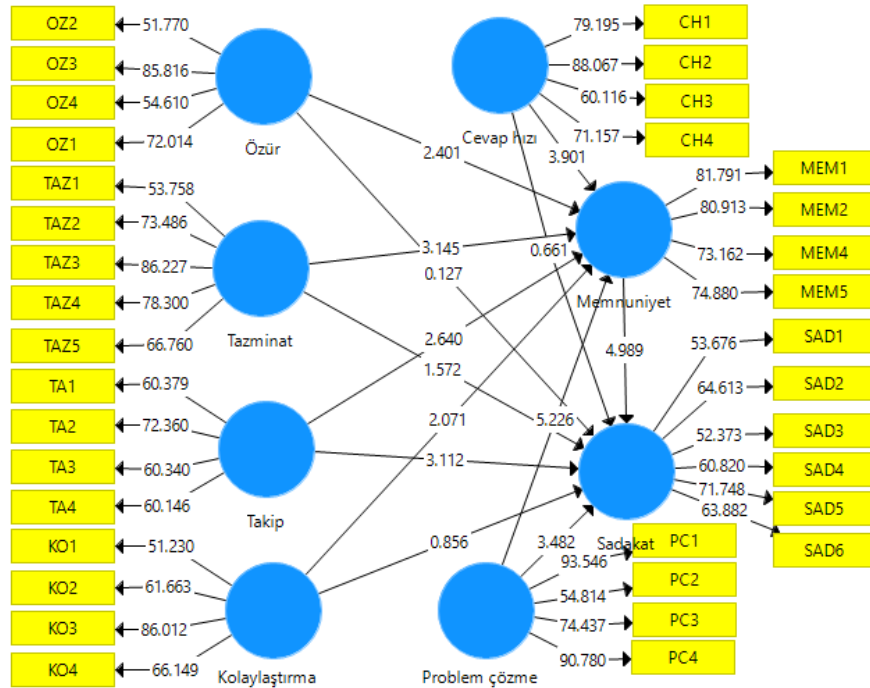 OZ2
51.770
OZ3
85.816
OZ4
54.610
OZ1
72.014
Özür
TAZ1
53.758
TAZ2
73.486
TAZ3
86.227
TAZ4
78.300
TAZ5
66.760
Tazminat
TA1
60.379
TA2
72.360
TA3
60.340
TA4
60.146
Takip
KO1
51.230
KO2
61.663
KO3
86.012
KO4
66.149
Kolaylaştırma
2.401
3.145
0.127
2.640
1.572
2.071
3.112
0.856
Cevap hızı
79.195
CH1
88.067
CH2
60.116
CH3
71.157
CH4
3.901
0.661
Memnuniyet
81.791
MEM1
80.913
MEM2
73.162
MEM4
74.880
MEM5
4.989
5.226
3.482
Sadakat
53.676
SAD1
64.613
SAD2
52.373
SAD3
60.820
SAD4
71.748
SAD5
63.882
SAD6
Problem çözme
93.546
PC1
54.814
PC2
74.437
PC3
90.780
PC4